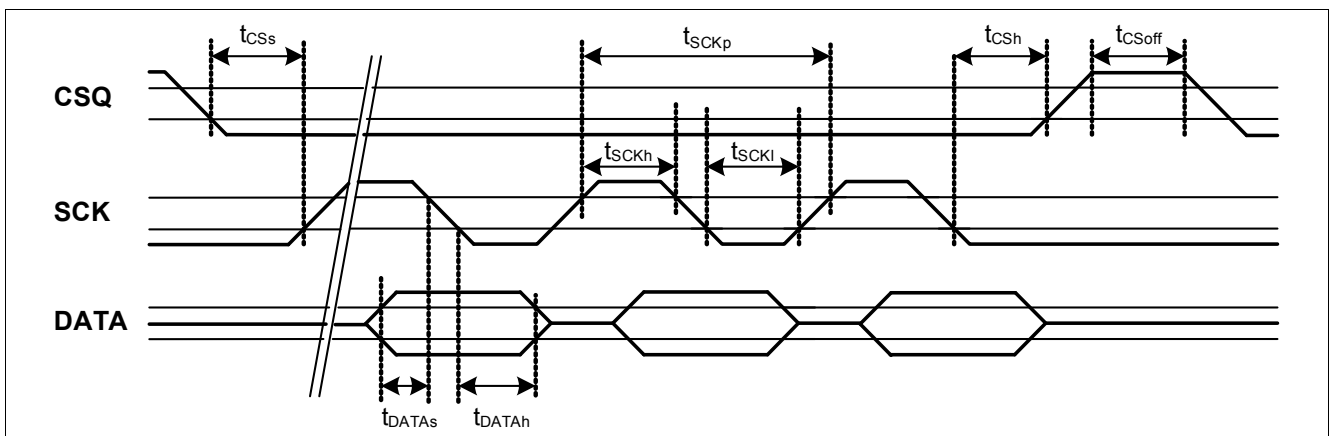 tCSs
tSCKp
tCSh
tCSoff
CSQ
tSCKh
tSCKl
SCK
DATA
tDATAs
tDATAh